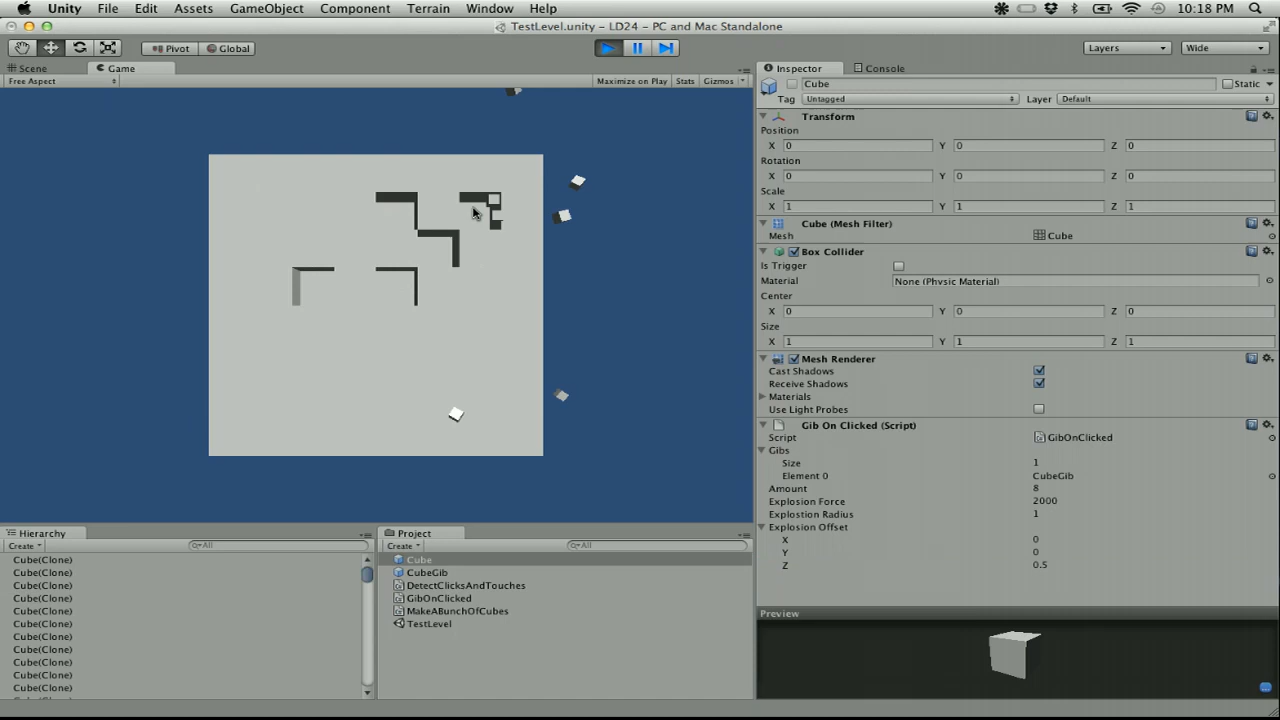 Unity File Edit Assets GameObject Component Terrain Window Help 10:18 PM
TestLevel.unity - LD24 - PC and Mac Standalone
Pivot Global Layers Wide
Scene Game Inspector Console
Free Aspect Maximize on Play Stats Gizmos
Cube Static
Tag Untagged Layer Default
Transform
Position
X 0 Y 0 Z 0
Rotation
X 0 Y 0 Z 0
Scale
X 1 Y 1 Z 1
Cube (Mesh Filter)
Mesh Cube
Box Collider
Is Trigger
Material None (Physic Material)
Center
X 0 Y 0 Z 0
Size
X 1 Y 1 Z 1
Mesh Renderer
Cast Shadows
Receive Shadows
Materials
Use Light Probes
Gib On Clicked (Script)
Script GibOnClicked
Gibs
Size 1
Element 0 CubeGib
Amount 8
Explosion Force 2000
Explostion Radius 1
Explosion Offset
X 0
Y 0
Z 0.5
Preview
Hierarchy
Create All
Cube(Clone)
Cube(Clone)
Cube(Clone)
Cube(Clone)
Cube(Clone)
Cube(Clone)
Cube(Clone)
Cube(Clone)
Cube(Clone)
Cube(Clone)
Cube(Clone)
Project
Create All
Cube
CubeGib
DetectClicksAndTouches
GibOnClicked
MakeABunchOfCubes
TestLevel